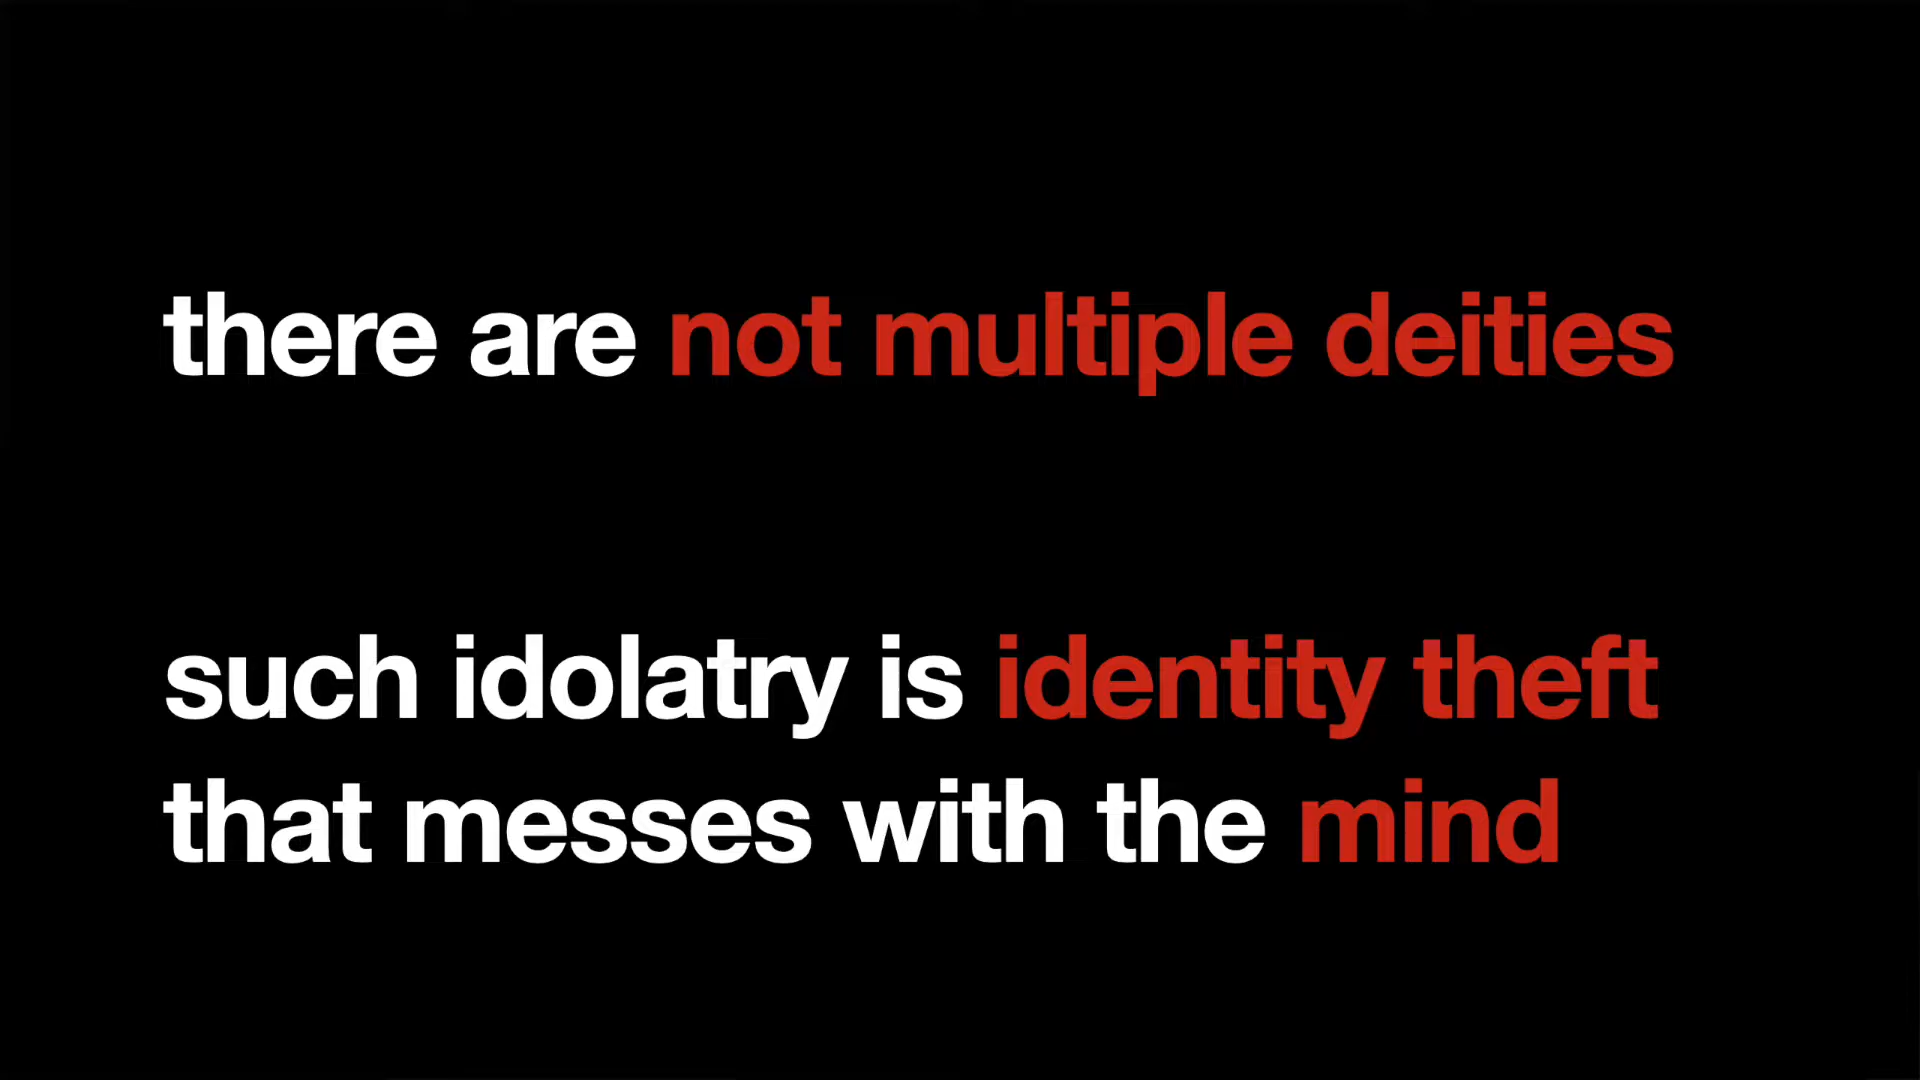 there are not multiple deities
such idolatry is identity theft
that messes with the mind